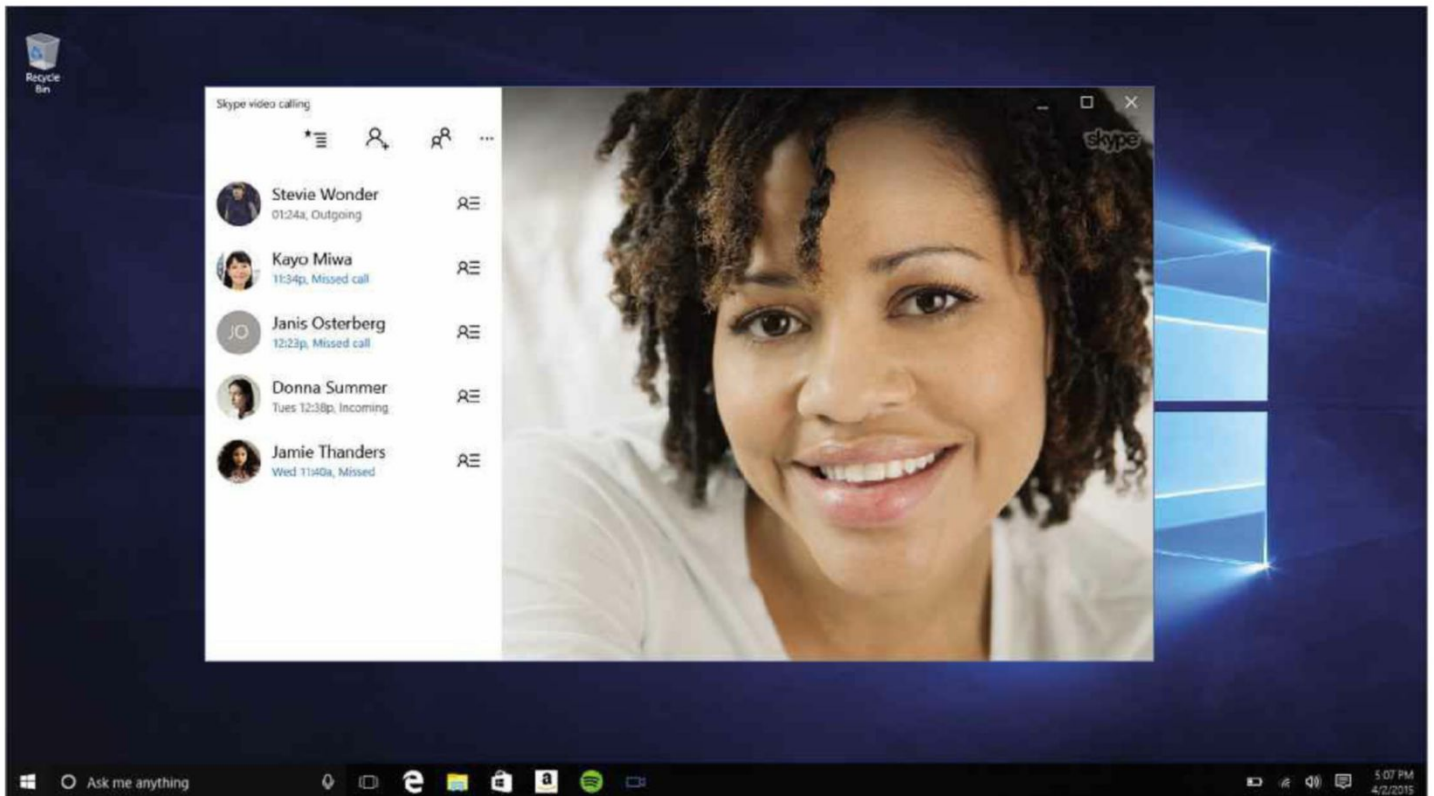 Recycle
Bin
Skype video calling
skype
Stevie Wonder
01:24a, Outgoing
Kayo Miwa
11:34p, Missed call
JO
Janis Osterberg
12:23p, Missed call
Donna Summer
Tues 12:38p, Incoming
Jamie Thanders
Wed 11:40a, Missed
Ask me anything
a
5:07 PM
4/2/2015